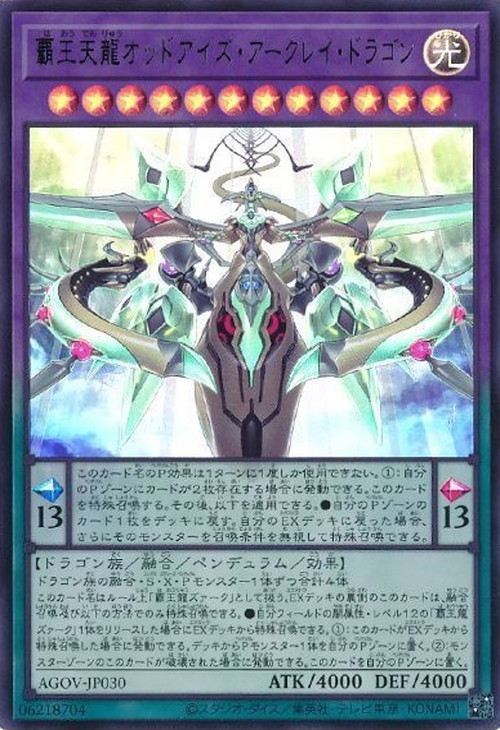 覇王天龍オッドアイズ・アークレイ・ドラゴン
光
このカード名のP効果は1ターンに1度しか使用できない。①:自分
のPゾーンにカードが2枚存在する場合に発動できる。このカード
を特殊召喚する。その後、以下を適用できる。●自分のPゾーンの
カード1枚をデッキに戻す。自分のEXデッキに戻った場合、
さらにそのモンスターを召喚条件を無視して特殊召喚できる。
13
13
【ドラゴン族/融合/ペンデュラム/効果】
ドラゴン族の融合・S・X・Pモンスター1体ずつ合計4体
このカード名はルール上「覇王龍ズァーク」として扱う。EXデッキの裏側のこのカードは、融合
召喚及び以下の方法でのみ特殊召喚できる。●自分フィールドの闇属性・レベル12の「覇王龍
ズァーク」1体をリリースした場合にEXデッキから特殊召喚できる。①:このカードがEXデッキから
特殊召喚した場合に発動できる。デッキからPモンスター1体を自分のPゾーンに置く。②:モ
ンスターゾーンのこのカードが破壊された場合に発動できる。このカードを自分のPゾーンに置く。
AGOV-JP030
ATK/4000 DEF/4000
06218704
©スタジオ・ダイス/集英社・テレビ東京・KONAMI